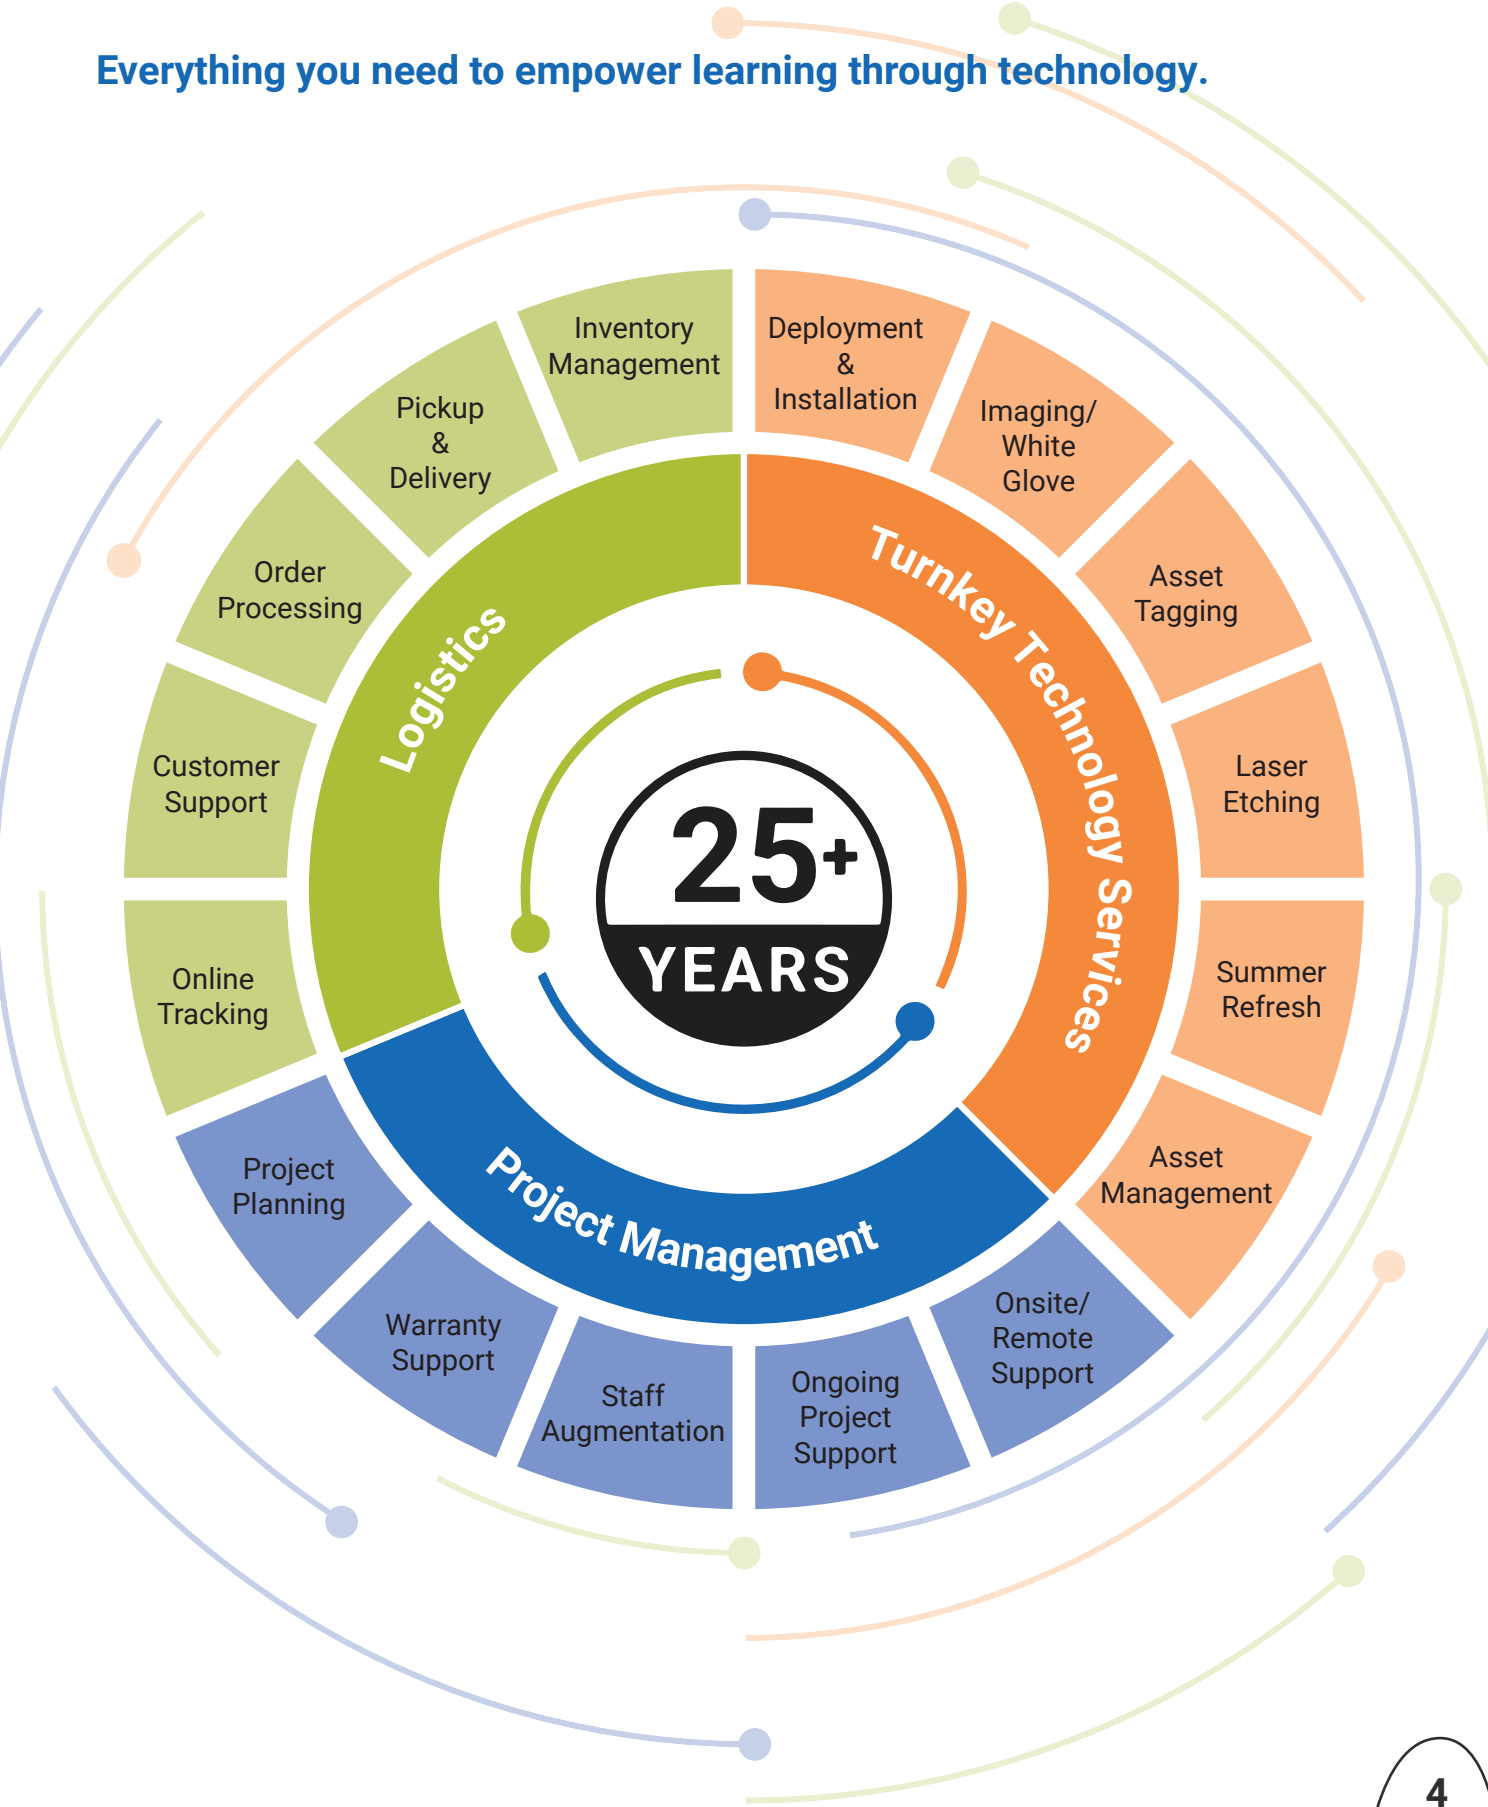 Everything you need to empower learning through technology.
Inventory
Management
Deployment
&
Installation
Imaging/
White
Glove
Asset
Tagging
Laser
Etching
Summer
Refresh
Asset
Management
Onsite/
Remote
Support
Ongoing
Project
Support
Staff
Augmentation
Warranty
Support
Project
Planning
Online
Tracking
Customer
Support
Order
Processing
Pickup
&
Delivery
Logistics
Turnkey Technology Services
Project Management
25+
YEARS
4